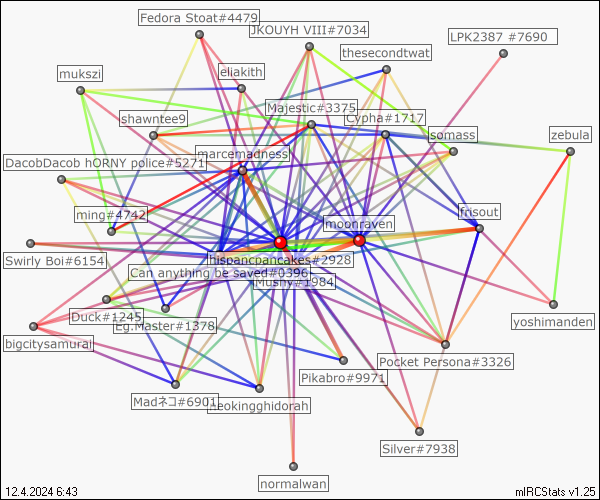 Fedora Stoat#4479
JKOUYH VIII#7034
LPK2387 #7690
thesecondtwat
mukszi
eliakith
Majestic#3375
shawntee9
Cypha#1717
somass
zebula
marcemadness
DacobDacob hORNY police#5271
ming#4742
moonraven
frisout
Swirly Boi#6154
hispancpancakes#2928
Can anything be saved#0396
Mushy#1984
Duck#1245
Eg.Master#1378
yoshimanden
bigcitysamurai
Pocket Persona#3326
Pikabro#9971
Madネコ#6901
neokingghidorah
Silver#7938
normalwan
12.4.2024 6:43
mIRCStats v1.25